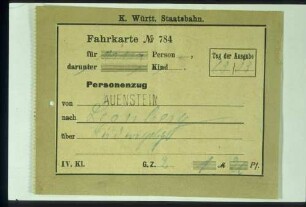 K. Württ. Staatsbahn.
Fahrkarte № 784
für Person
darunter Kind
Tag der Ausgabe
Personenzug
von AUENSTEIN
nach
über
IV. Kl. G.Z. 2 M Pf.